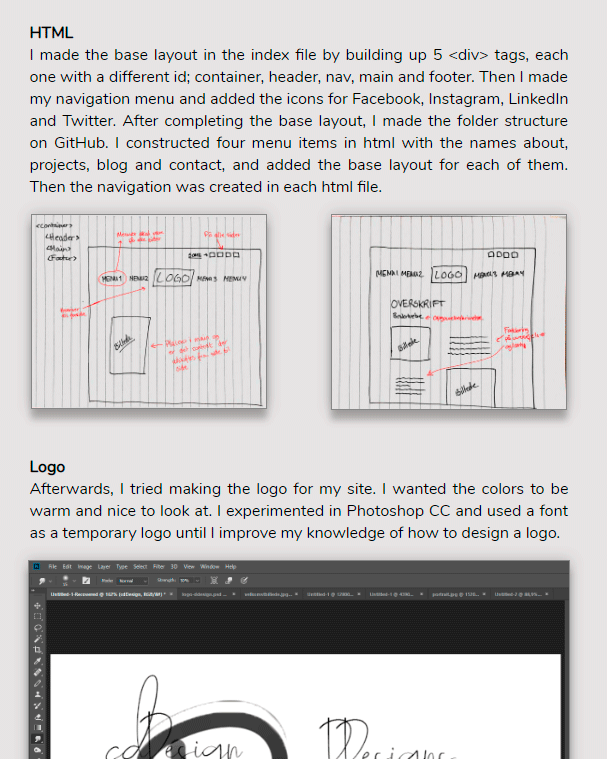 HTML
I made the base layout in the index file by building up 5 <div> tags, each
one with a different id; container, header, nav, main and footer. Then I made
my navigation menu and added the icons for Facebook, Instagram, LinkedIn
and Twitter. After completing the base layout, I made the folder structure
on GitHub. I constructed four menu items in html with the names about,
projects, blog and contact, and added the base layout for each of them.
Then the navigation was created in each html file.
<container>
<Header>
<Main>
<Footer>
på alle sider
MENU1 MENU2 LOGO MENU3 MENU4
Billede
MENU1 MENU2 LOGO MENU3 MENU4
OVERSKRIFT
Billede
Billede
Logo
Afterwards, I tried making the logo for my site. I wanted the colors to be
warm and nice to look at. I experimented in Photoshop CC and used a font
as a temporary logo until I improve my knowledge of how to design a logo.
File Edit Image Layer Type Select Filter 3D View Window Help
Mode: Normal Strength:
cdDesign